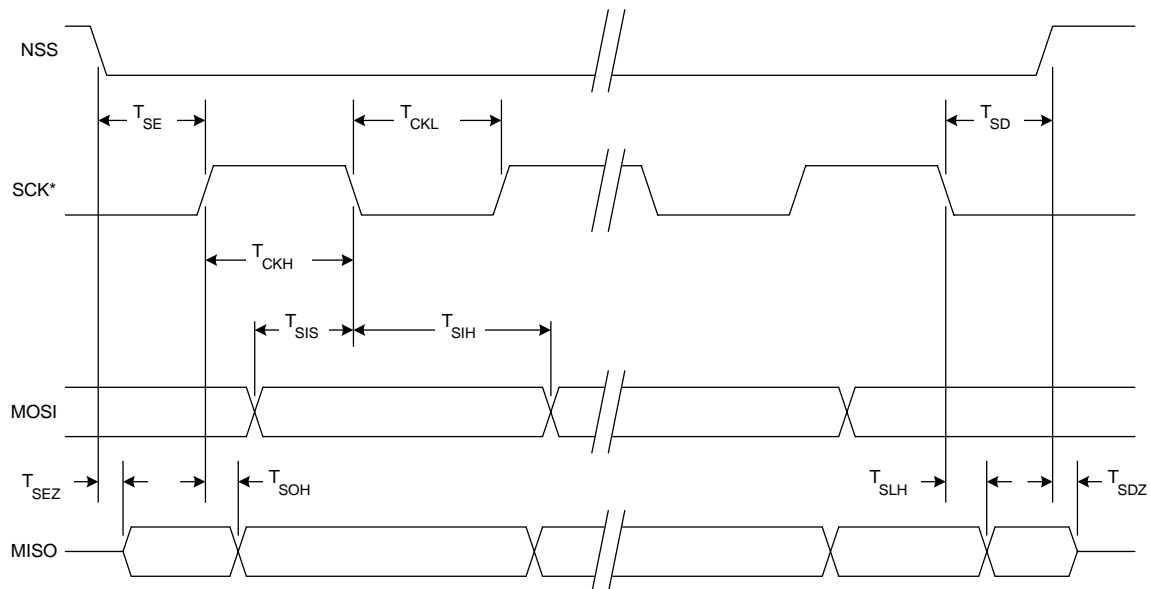 NSS
T_SE
T_CKL
T_SD
SCK*
T_CKH
T_SIS
T_SIH
MOSI
T_SEZ
T_SOH
T_SLH
T_SDZ
MISO